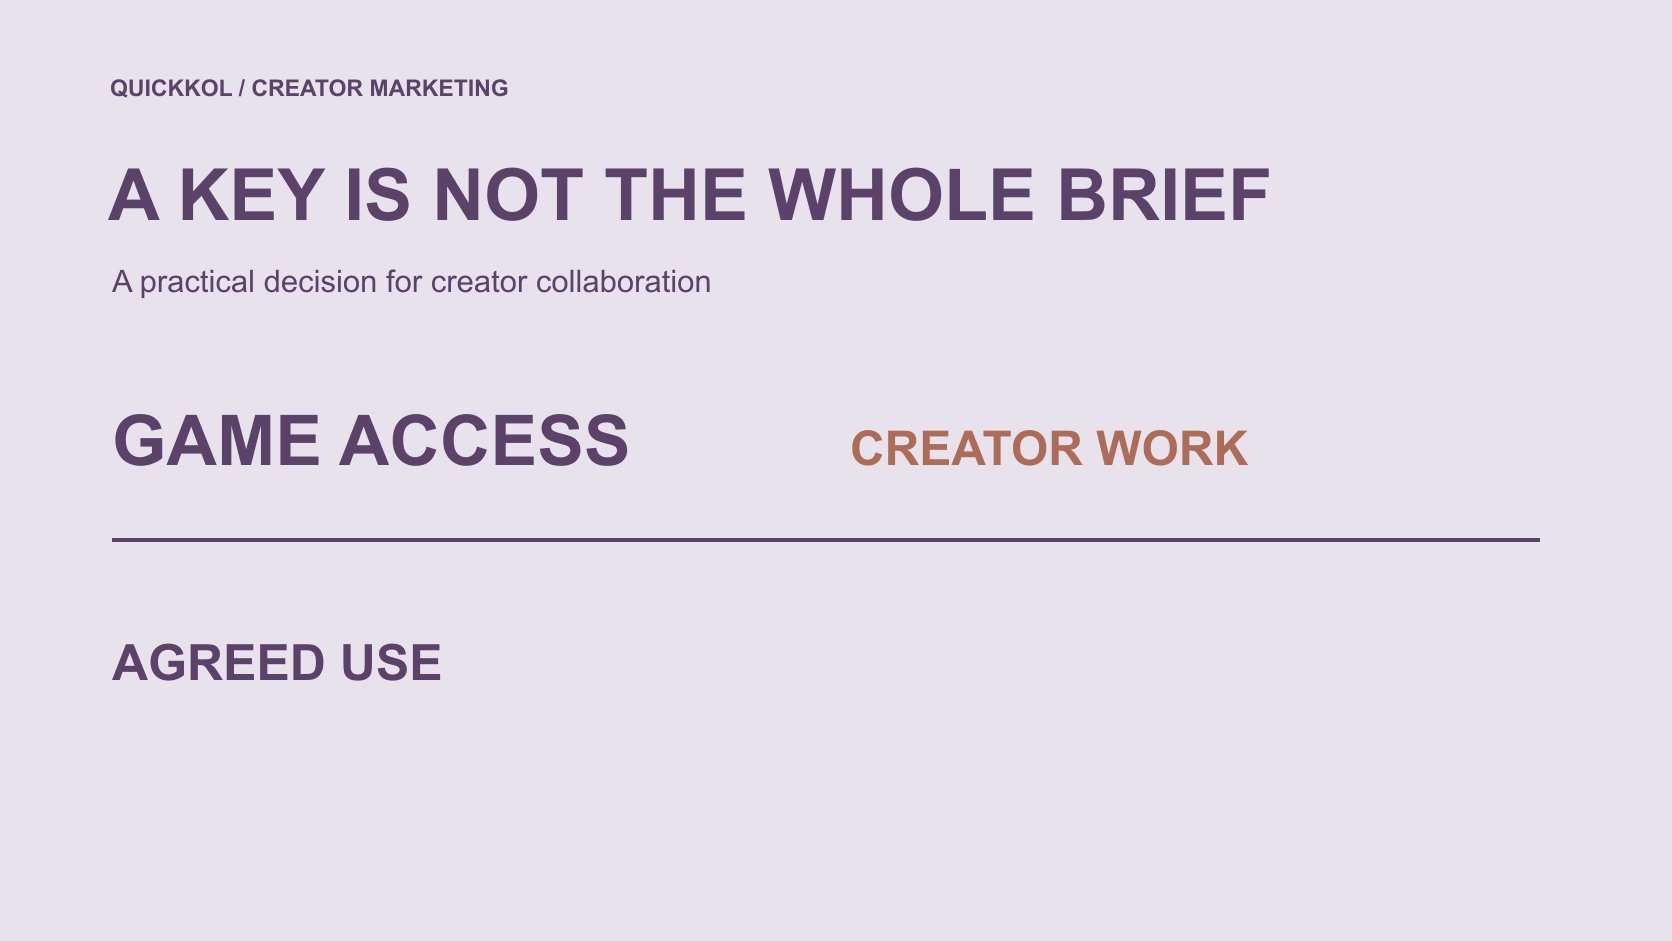 QUICKKOL / CREATOR MARKETING
A KEY IS NOT THE WHOLE BRIEF
A practical decision for creator collaboration
GAME ACCESS
CREATOR WORK
AGREED USE